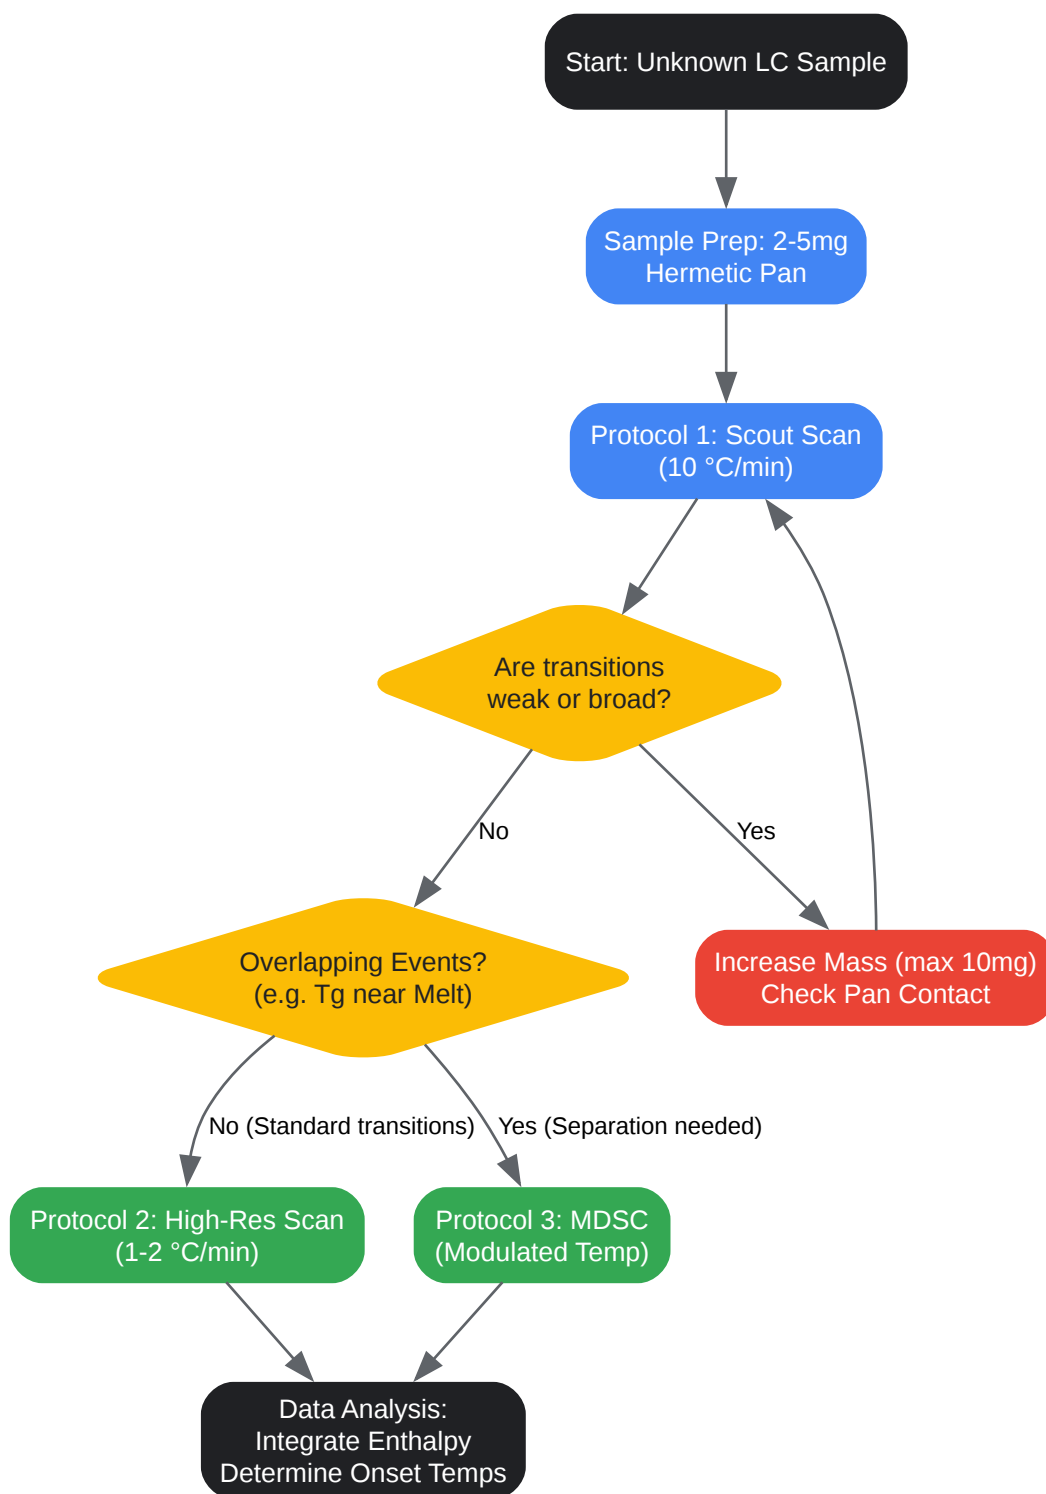 Start: Unknown LC Sample
Sample Prep: 2-5mg
Hermetic Pan
Protocol 1: Scout Scan
(10 °C/min)
Are transitions
weak or broad?
No
Yes
Overlapping Events?
(e.g. Tg near Melt)
Increase Mass (max 10mg)
Check Pan Contact
No (Standard transitions)
Yes (Separation needed)
Protocol 2: High-Res Scan
(1-2 °C/min)
Protocol 3: MDSC
(Modulated Temp)
Data Analysis:
Integrate Enthalpy
Determine Onset Temps